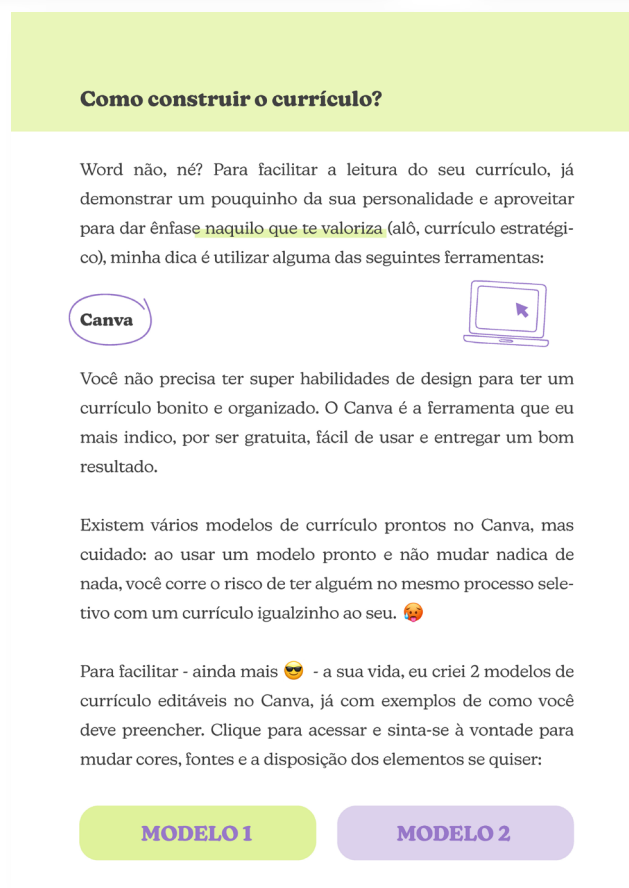 Como construir o currículo?
Word não, né? Para facilitar a leitura do seu currículo, já
demonstrar um pouquinho da sua personalidade e aproveitar
para dar ênfase naquilo que te valoriza (alô, currículo estratégi-
co), minha dica é utilizar alguma das seguintes ferramentas:
Canva
Você não precisa ter super habilidades de design para ter um
currículo bonito e organizado. O Canva é a ferramenta que eu
mais indico, por ser gratuita, fácil de usar e entregar um bom
resultado.
Existem vários modelos de currículo prontos no Canva, mas
cuidado: ao usar um modelo pronto e não mudar nadica de
nada, você corre o risco de ter alguém no mesmo processo sele-
tivo com um currículo igualzinho ao seu. 🥵
Para facilitar - ainda mais 😎 - a sua vida, eu criei 2 modelos de
currículo editáveis no Canva, já com exemplos de como você
deve preencher. Clique para acessar e sinta-se à vontade para
mudar cores, fontes e a disposição dos elementos se quiser:
MODELO 1
MODELO 2